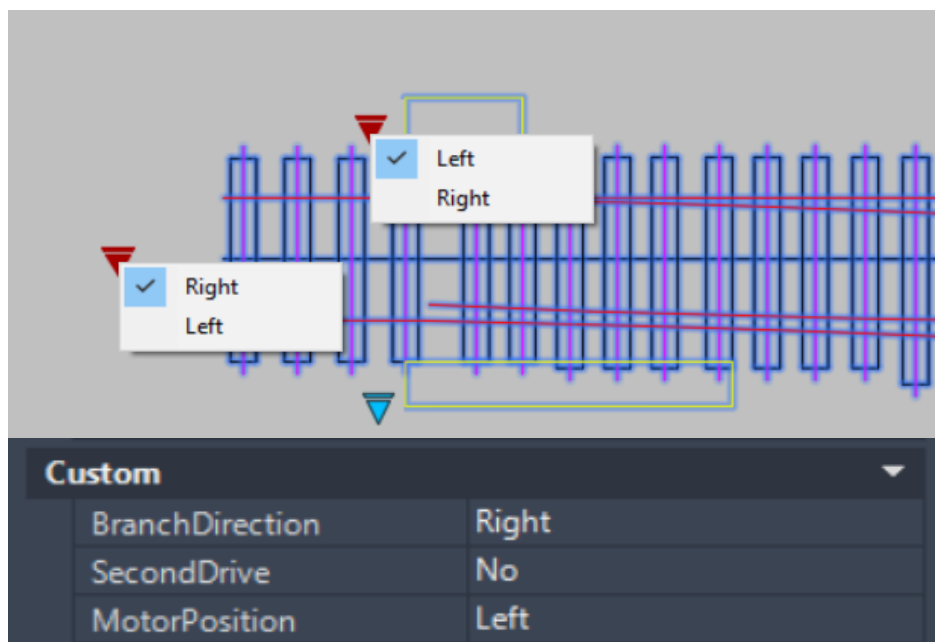 Left
Right
Right
Left
Custom
BranchDirection Right
SecondDrive No
MotorPosition Left